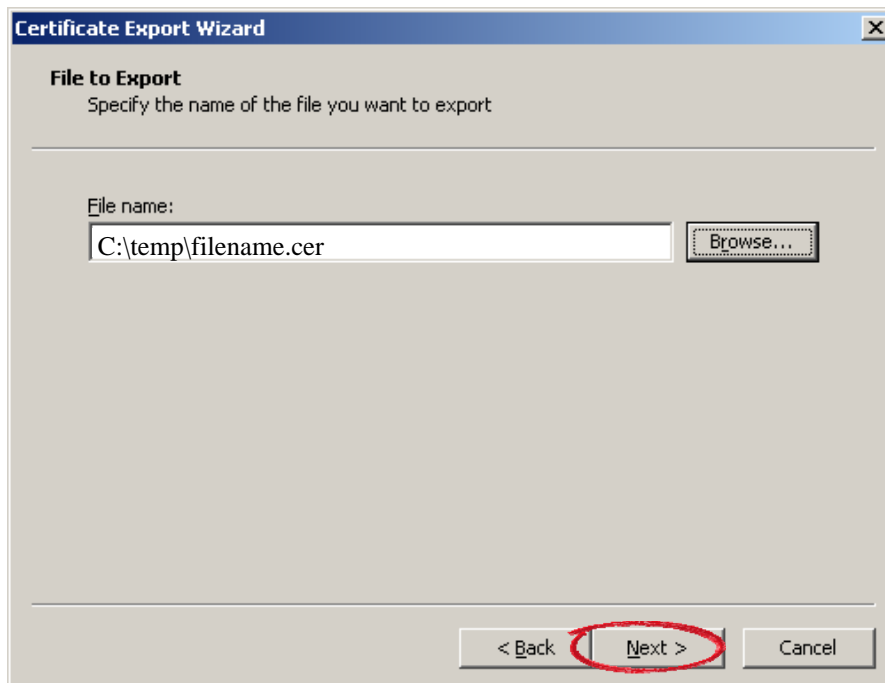 Certificate Export Wizard
File to Export
Specify the name of the file you want to export
File name:
C:\temp\filename.cer
Browse...
< Back
Next >
Cancel